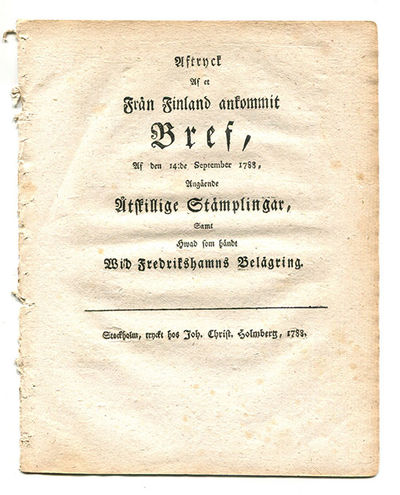 Aftryck
Af et
Från Finland ankommit
Bref,
Af den 14:de September 1788,
Angående
Åtskillige Stämplingar,
Samt
Hwad som händt
Wid Fredrikshamns Belägring.
Stockholm, tryckt hos Joh. Christ. Holmberg, 1788.